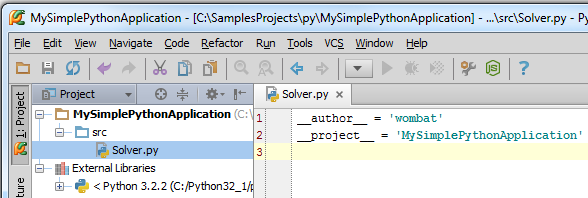 MySimplePythonApplication - [C:\SamplesProjects\py\MySimplePythonApplication] - ...\src\Solver.py - Py
File Edit View Navigate Code Refactor Run Tools VCS Window Help
1: Project
Project
Solver.py
MySimplePythonApplication (C:\
src
Solver.py
External Libraries
< Python 3.2.2 (C:/Python32_1/p
1 __author__ = 'wombat'
2 __project__ = 'MySimplePythonApplication'
3